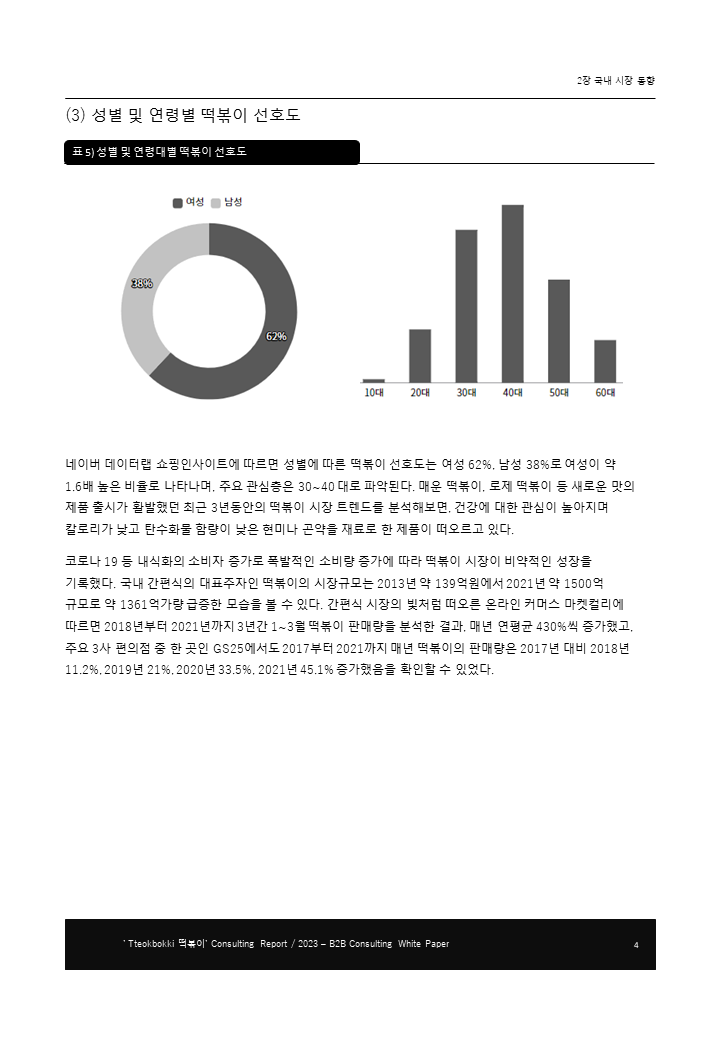 2장 국내 시장 동향
(3) 성별 및 연령별 떡볶이 선호도
표 5) 성별 및 연령대별 떡볶이 선호도
여성 남성
38%
62%
10대 20대 30대 40대 50대 60대
네이버 데이터랩 쇼핑인사이트에 따르면 성별에 따른 떡볶이 선호도는 여성 62%, 남성 38%로 여성이 약
1.6배 높은 비율로 나타나며, 주요 관심층은 30~40 대로 파악된다. 매운 떡볶이, 로제 떡볶이 등 새로운 맛의
제품 출시가 활발했던 최근 3년동안의 떡볶이 시장 트렌드를 분석해보면, 건강에 대한 관심이 높아지며
칼로리가 낮고 탄수화물 함량이 낮은 현미나 곤약을 재료로 한 제품이 떠오르고 있다.
코로나 19 등 내식화의 소비자 증가로 폭발적인 소비량 증가에 따라 떡볶이 시장이 비약적인 성장을
기록했다. 국내 간편식의 대표주자인 떡볶이의 시장규모는 2013년 약 139억원에서 2021년 약 1500억
규모로 약 1361억가량 급증한 모습을 볼 수 있다. 간편식 시장의 빛처럼 떠오른 온라인 커머스 마켓컬리에
따르면 2018년부터 2021년까지 3년간 1~3월 떡볶이 판매량을 분석한 결과, 매년 연평균 430%씩 증가했고,
주요 3사 편의점 중 한 곳인 GS25에서도 2017부터 2021까지 매년 떡볶이의 판매량은 2017년 대비 2018년
11.2%, 2019년 21%, 2020년 33.5%, 2021년 45.1% 증가했음을 확인할 수 있었다.
' Tteokbokki 떡볶이' Consulting Report / 2023 – B2B Consulting White Paper
4